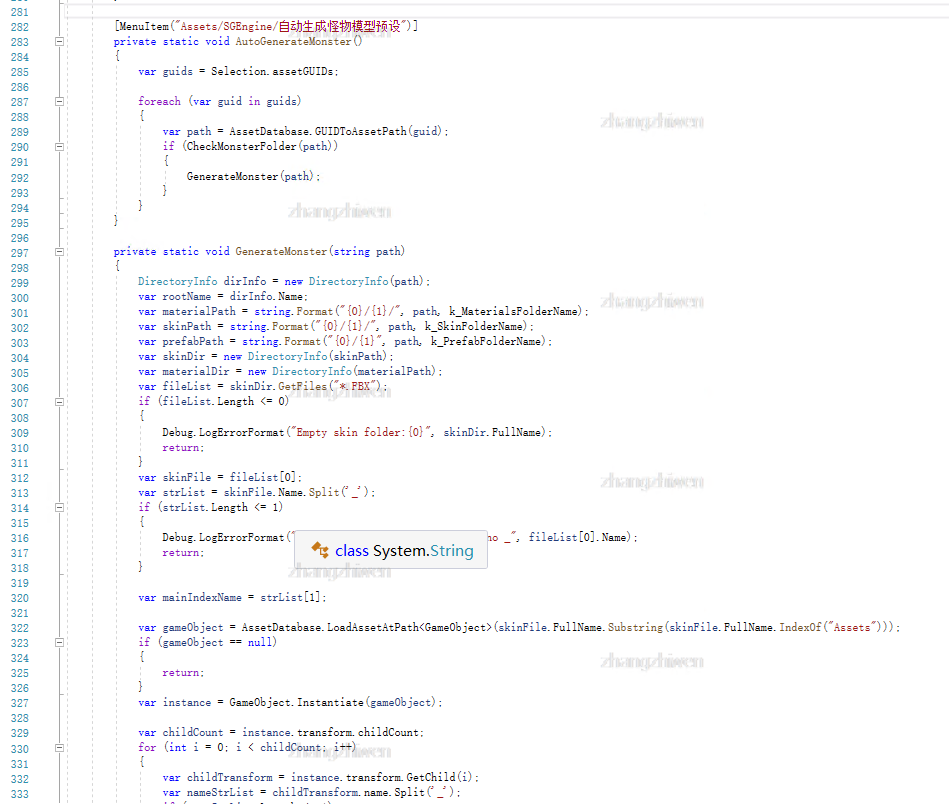 281
282 [MenuItem("Assets/SGEngine/自动生成怪物模型预设")]
283 private static void AutoGenerateMonster()
284 {
285 var guids = Selection.assetGUIDs;
286
287 foreach (var guid in guids)
288 {
289 var path = AssetDatabase.GUIDToAssetPath(guid);
290 if (CheckMonsterFolder(path))
291 {
292 GenerateMonster(path);
293 }
294 }
295 }
296
297 private static void GenerateMonster(string path)
298 {
299 DirectoryInfo dirInfo = new DirectoryInfo(path);
300 var rootName = dirInfo.Name;
301 var materialPath = string.Format("{0}/{1}/", path, k_MaterialsFolderName);
302 var skinPath = string.Format("{0}/{1}/", path, k_SkinFolderName);
303 var prefabPath = string.Format("{0}/{1}", path, k_PrefabFolderName);
304 var skinDir = new DirectoryInfo(skinPath);
305 var materialDir = new DirectoryInfo(materialPath);
306 var fileList = skinDir.GetFiles("*.FBX");
307 if (fileList.Length <= 0)
308 {
309 Debug.LogErrorFormat("Empty skin folder:{0}", skinDir.FullName);
310 return;
311 }
312 var skinFile = fileList[0];
313 var strList = skinFile.Name.Split('_');
314 if (strList.Length <= 1)
315 {
316 Debug.LogErrorFormat(" no _", fileList[0].Name);
class System.String
317 return;
318 }
319
320 var mainIndexName = strList[1];
321
322 var gameObject = AssetDatabase.LoadAssetAtPath<GameObject>(skinFile.FullName.Substring(skinFile.FullName.IndexOf("Assets")));
323 if (gameObject == null)
324 {
325 return;
326 }
327 var instance = GameObject.Instantiate(gameObject);
328
329 var childCount = instance.transform.childCount;
330 for (int i = 0; i < childCount; i++)
331 {
332 var childTransform = instance.transform.GetChild(i);
333 var nameStrList = childTransform.name.Split('_');
zhangzhiwen
zhangzhiwen
zhangzhiwen
zhangzhiwen
zhangzhiwen
zhangzhiwen
zhangzhiwen
zhangzhiwen
zhangzhiwen